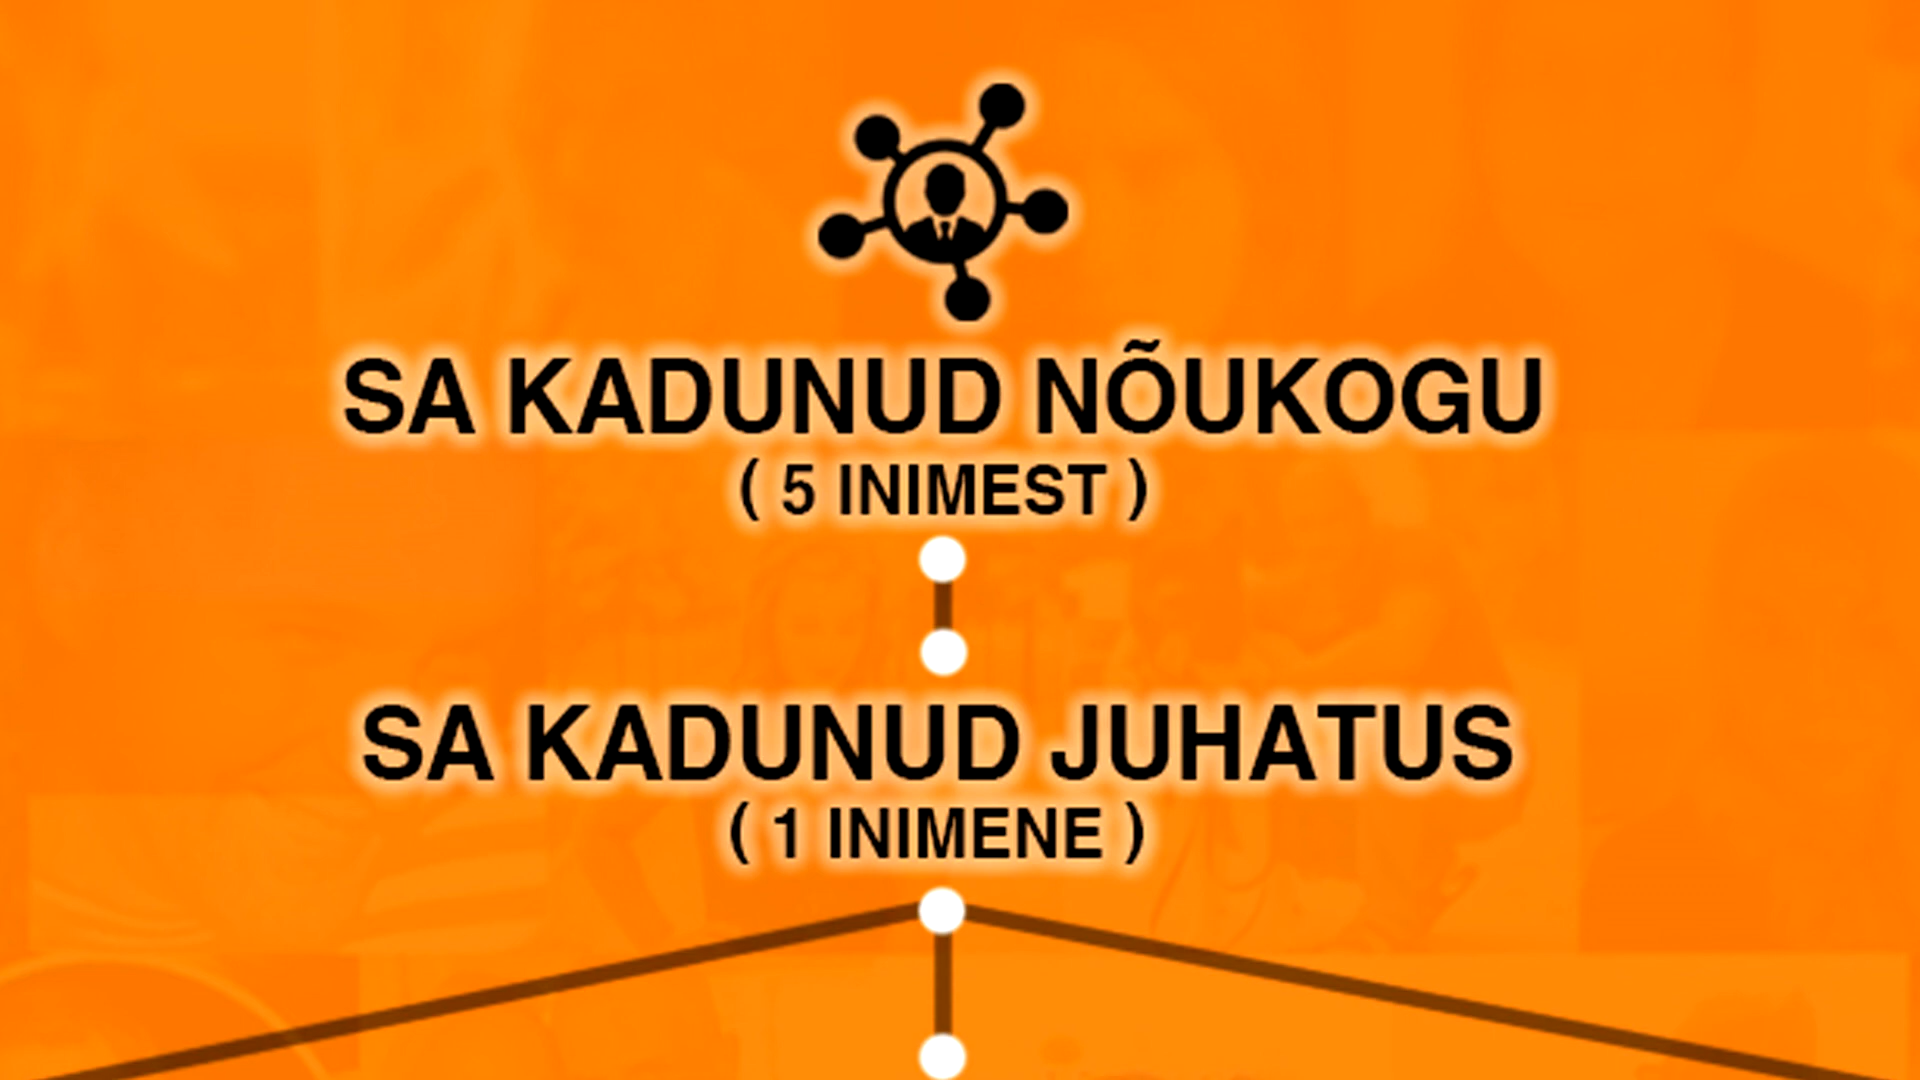 SA KADUNUD NÕUKOGU
( 5 INIMEST )
SA KADUNUD JUHATUS
( 1 INIMENE )